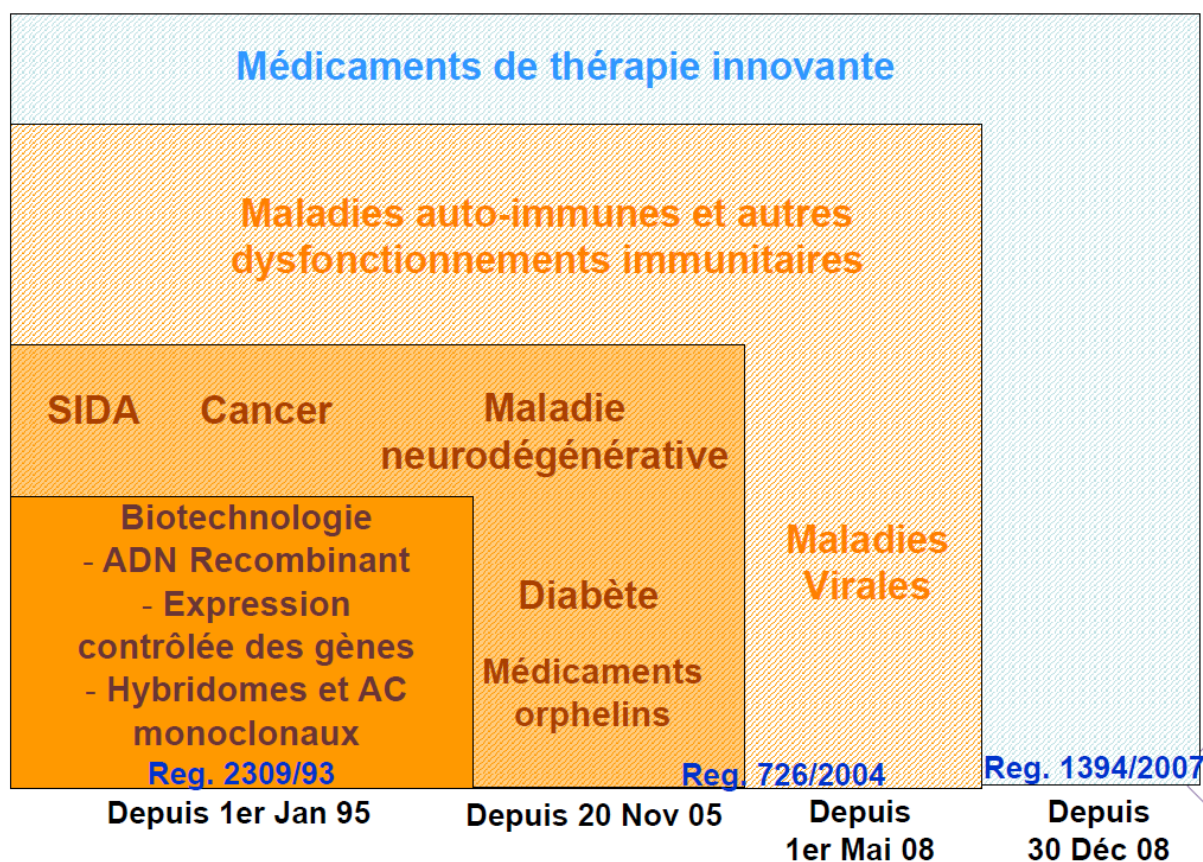 Médicaments de thérapie innovante
Maladies auto-immunes et autres
dysfonctionnements immunitaires
SIDA
Cancer
Maladie
neurodégénérative
Biotechnologie
- ADN Recombinant
- Expression
contrôlée des gènes
- Hybridomes et AC
monoclonaux
Reg. 2309/93
Diabète
Médicaments
orphelins
Maladies
Virales
Reg. 726/2004
Reg. 1394/2007
Depuis 1er Jan 95
Depuis 20 Nov 05
Depuis
1er Mai 08
Depuis
30 Déc 08